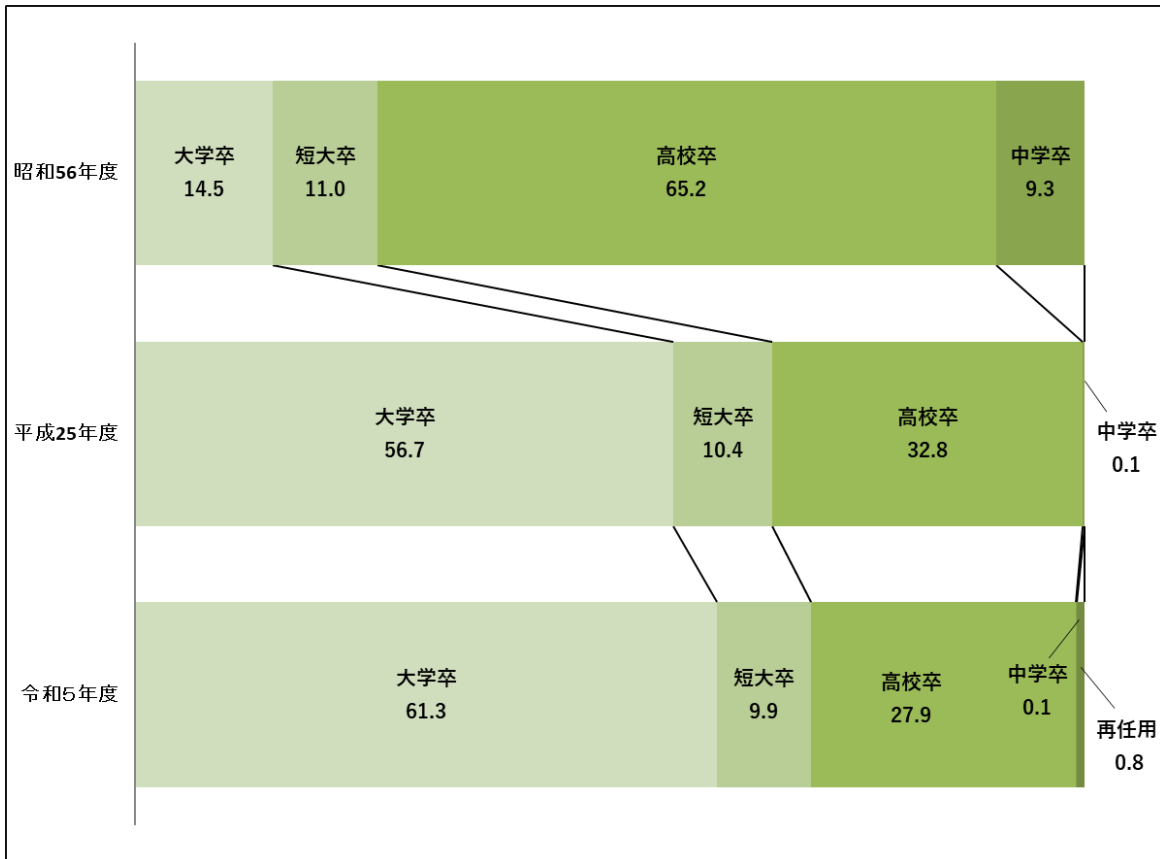 昭和56年度
大学卒
14.5
短大卒
11.0
高校卒
65.2
中学卒
9.3
平成25年度
大学卒
56.7
短大卒
10.4
高校卒
32.8
中学卒
0.1
令和5年度
大学卒
61.3
短大卒
9.9
高校卒
27.9
中学卒
0.1
再任用
0.8